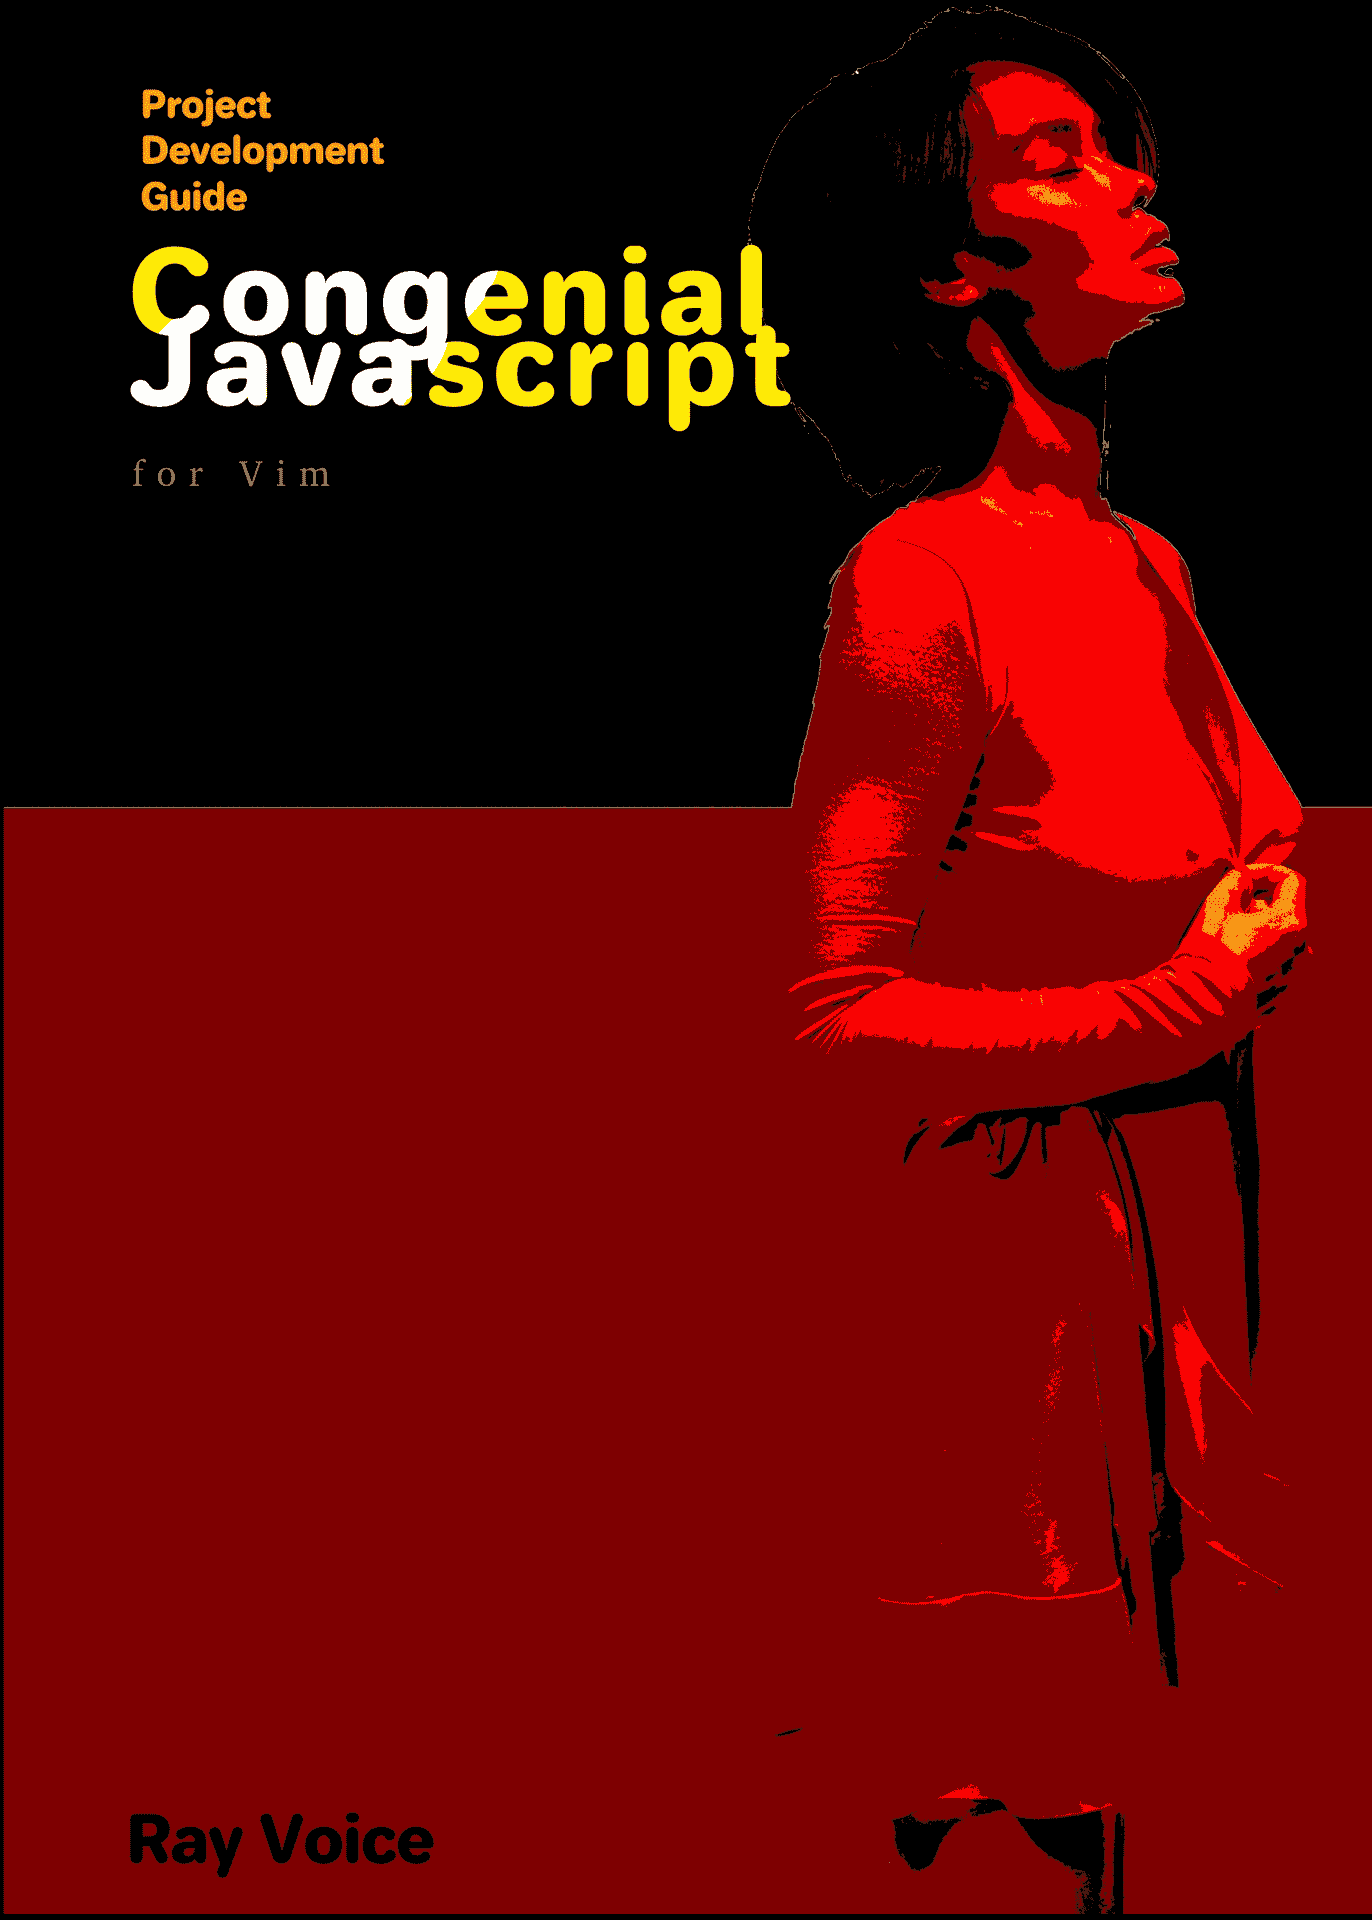 Project
Development
Guide
Congenial
Javascript
for Vim
Ray Voice